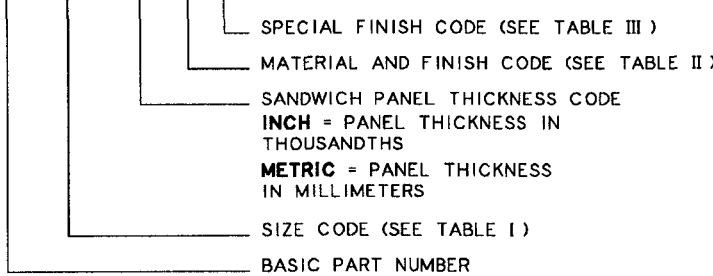 SPECIAL FINISH CODE (SEE TABLE III )
MATERIAL AND FINISH CODE (SEE TABLE II )
SANDWICH PANEL THICKNESS CODE
INCH = PANEL THICKNESS IN
THOUSANDTHS
METRIC = PANEL THICKNESS
IN MILLIMETERS
SIZE CODE (SEE TABLE I )
BASIC PART NUMBER